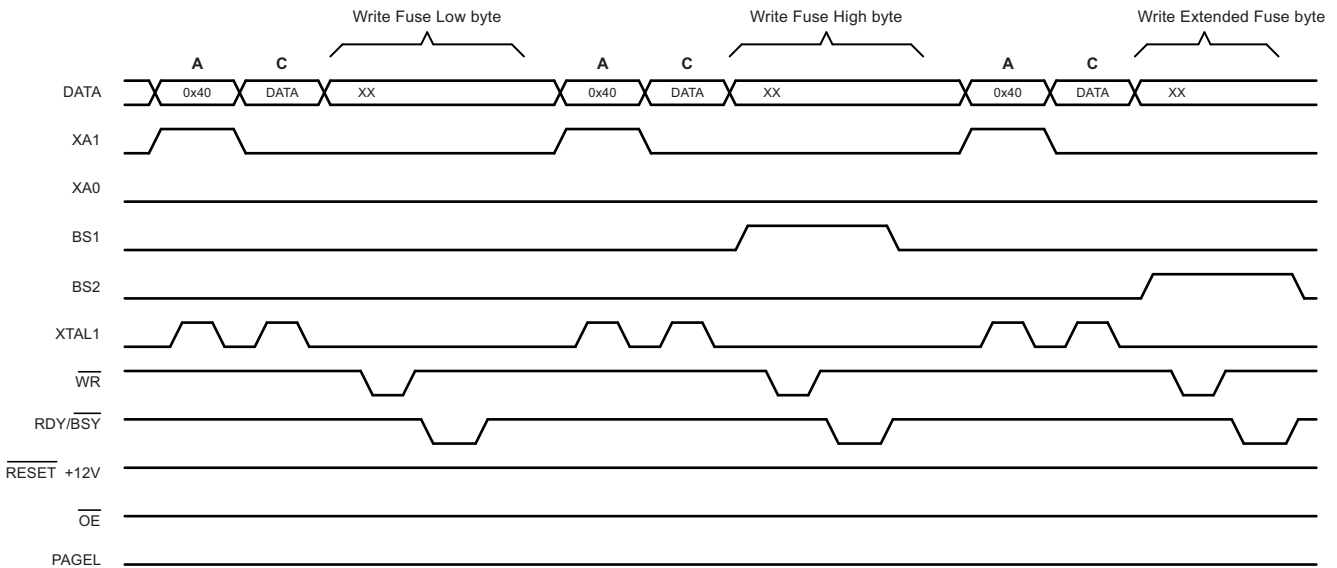 Write Fuse Low byte Write Fuse High byte Write Extended Fuse byte
A C A C A C
DATA 0x40 DATA XX 0x40 DATA XX 0x40 DATA XX
XA1
XA0
BS1
BS2
XTAL1
WR
RDY/BSY
RESET +12V
OE
PAGEL